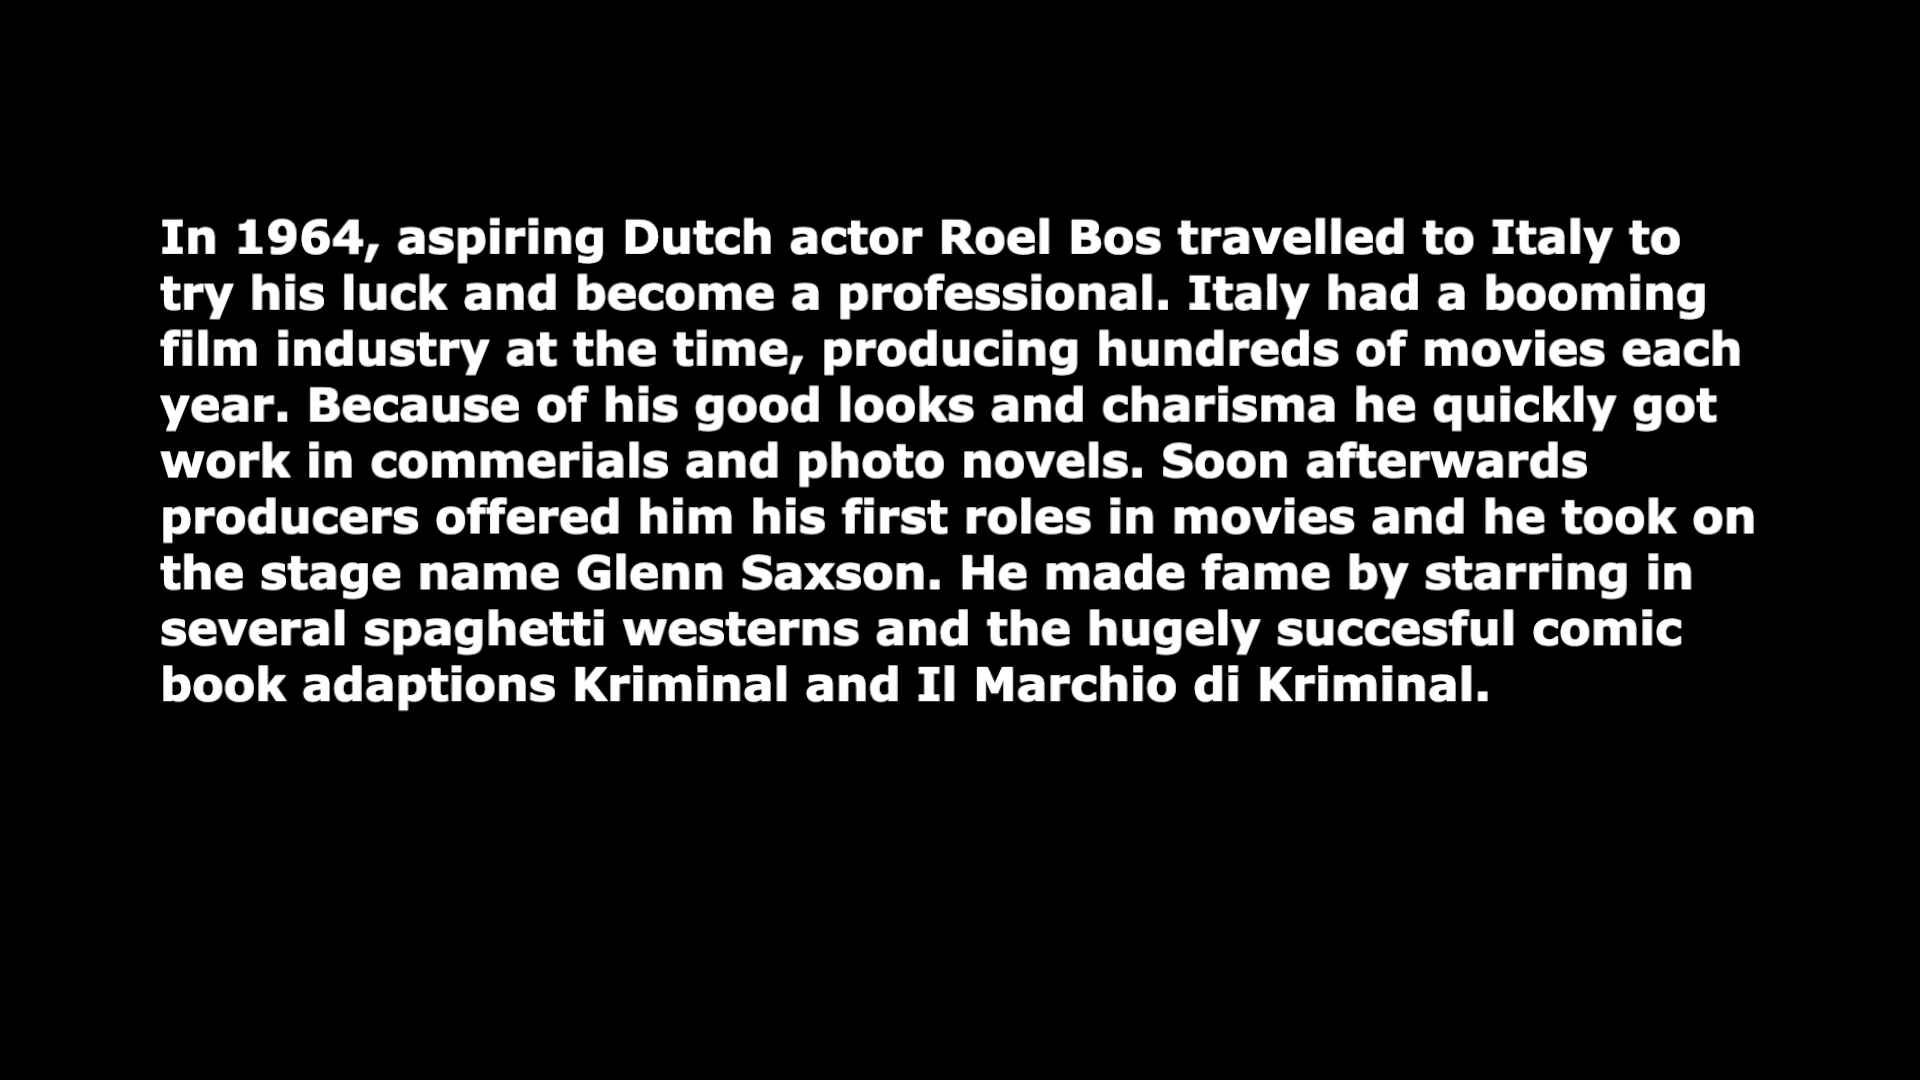 In 1964, aspiring Dutch actor Roel Bos travelled to Italy to
try his luck and become a professional. Italy had a booming
film industry at the time, producing hundreds of movies each
year. Because of his good looks and charisma he quickly got
work in commerials and photo novels. Soon afterwards
producers offered him his first roles in movies and he took on
the stage name Glenn Saxson. He made fame by starring in
several spaghetti westerns and the hugely succesful comic
book adaptions Kriminal and Il Marchio di Kriminal.